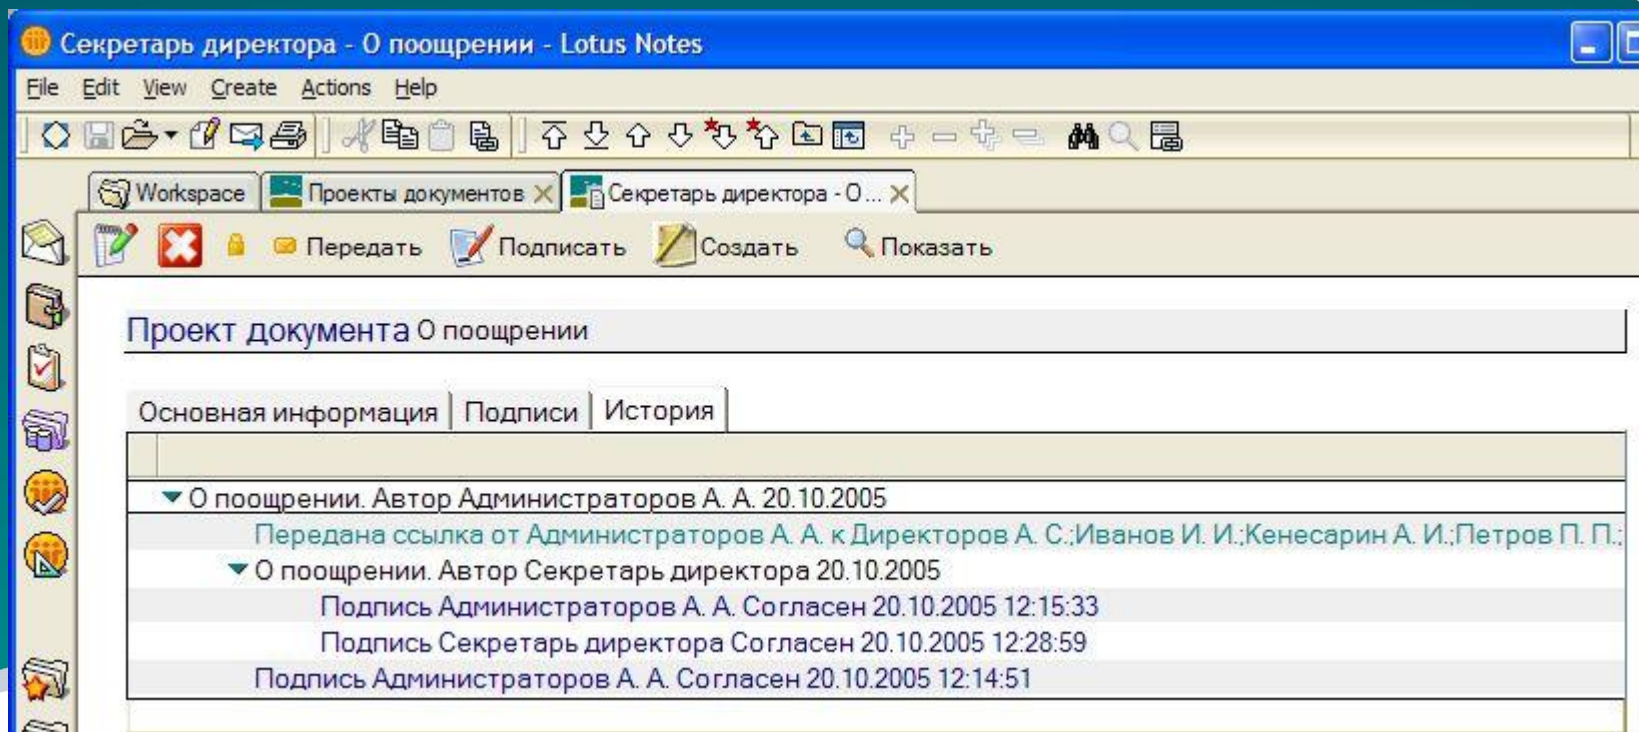 Секретарь директора - О поощрении - Lotus Notes
File Edit View Create Actions Help
Workspace Проекты документов Секретарь директора - О...
Передать Подписать Создать Показать
Проект документа О поощрении
Основная информация Подписи История
О поощрении. Автор Администраторов А. А. 20.10.2005
Передана ссылка от Администраторов А. А. к Директоров А. С.;Иванов И. И.;Кенесарин А. И.;Петров П. П.;
О поощрении. Автор Секретарь директора 20.10.2005
Подпись Администраторов А. А. Согласен 20.10.2005 12:15:33
Подпись Секретарь директора Согласен 20.10.2005 12:28:59
Подпись Администраторов А. А. Согласен 20.10.2005 12:14:51